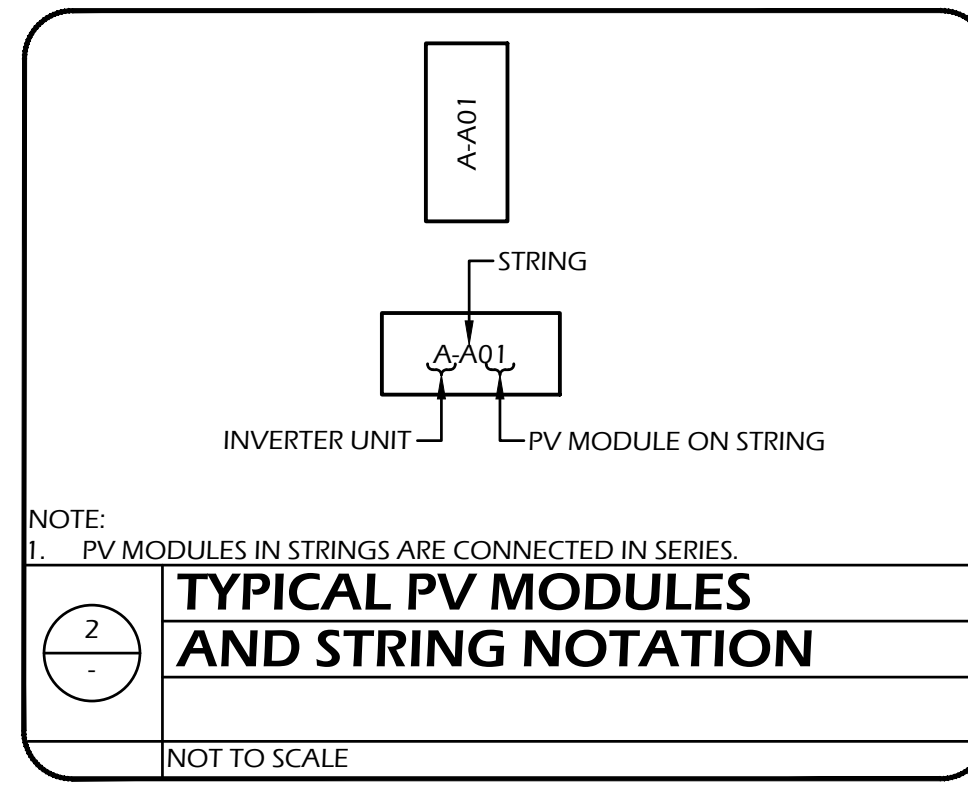 A-A01
STRING
A-A01
INVERTER UNIT
PV MODULE ON STRING
NOTE:
1. PV MODULES IN STRINGS ARE CONNECTED IN SERIES.
2
-
TYPICAL PV MODULES
AND STRING NOTATION
NOT TO SCALE